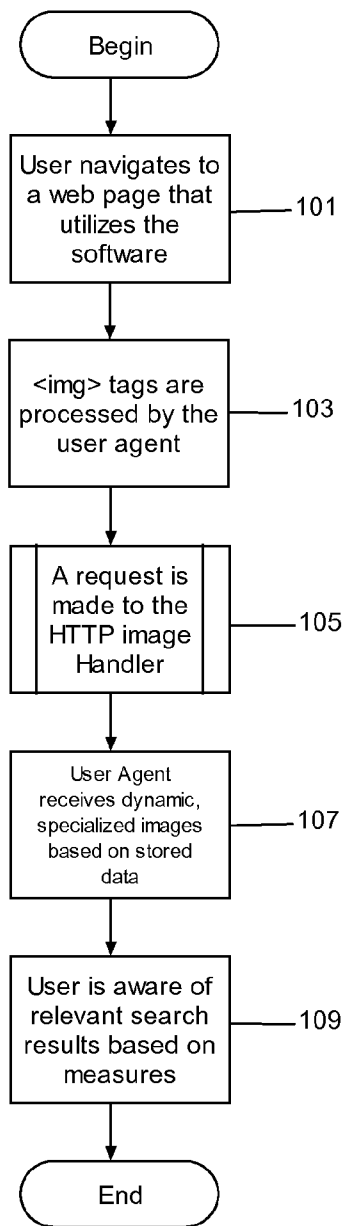 Begin
User navigates to
a web page that
utilizes the
software
101
<img> tags are
processed by the
user agent
103
A request is
made to the
HTTP image
Handler
105
User Agent
receives dynamic,
specialized images
based on stored
data
107
User is aware of
relevant search
results based on
measures
109
End